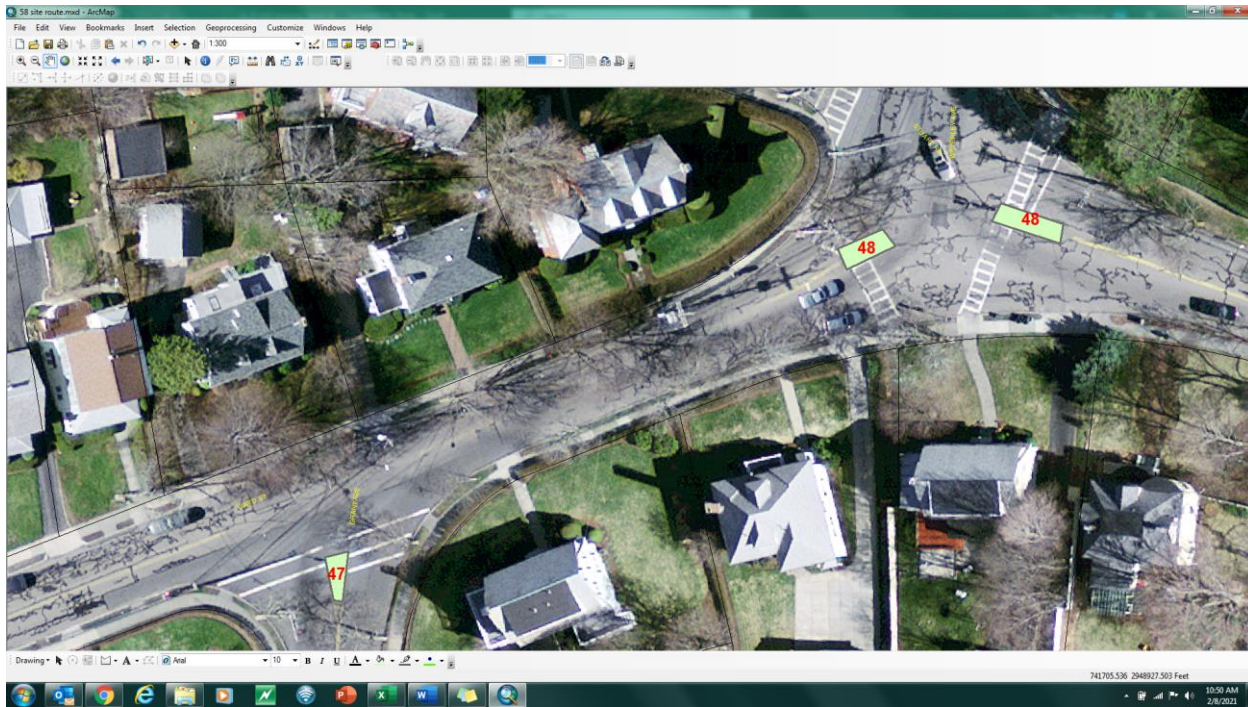 58 site route.mxd - ArcMap
File Edit View Bookmarks Insert Selection Geoprocessing Customize Windows Help
1:300
48
48
47
Drawing
Arial
10
B I U A
741705.536 2948927.503 Feet
10:50 AM
2/8/2021